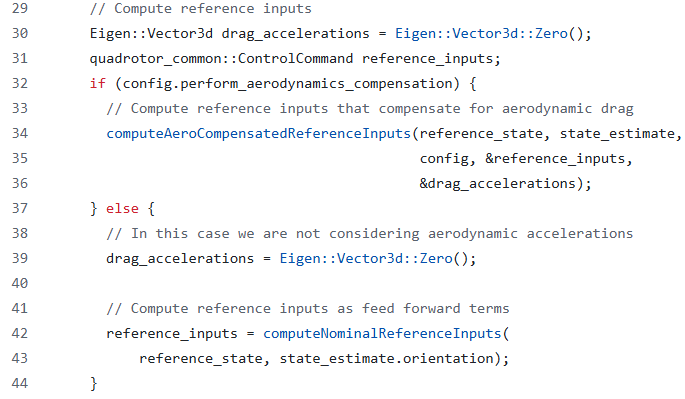 29 // Compute reference inputs
30 Eigen::Vector3d drag_accelerations = Eigen::Vector3d::Zero();
31 quadrotor_common::ControlCommand reference_inputs;
32 if (config.perform_aerodynamics_compensation) {
33 // Compute reference inputs that compensate for aerodynamic drag
34 computeAeroCompensatedReferenceInputs(reference_state, state_estimate,
35 config, &reference_inputs,
36 &drag_accelerations);
37 } else {
38 // In this case we are not considering aerodynamic accelerations
39 drag_accelerations = Eigen::Vector3d::Zero();
40
41 // Compute reference inputs as feed forward terms
42 reference_inputs = computeNominalReferenceInputs(
43 reference_state, state_estimate.orientation);
44 }